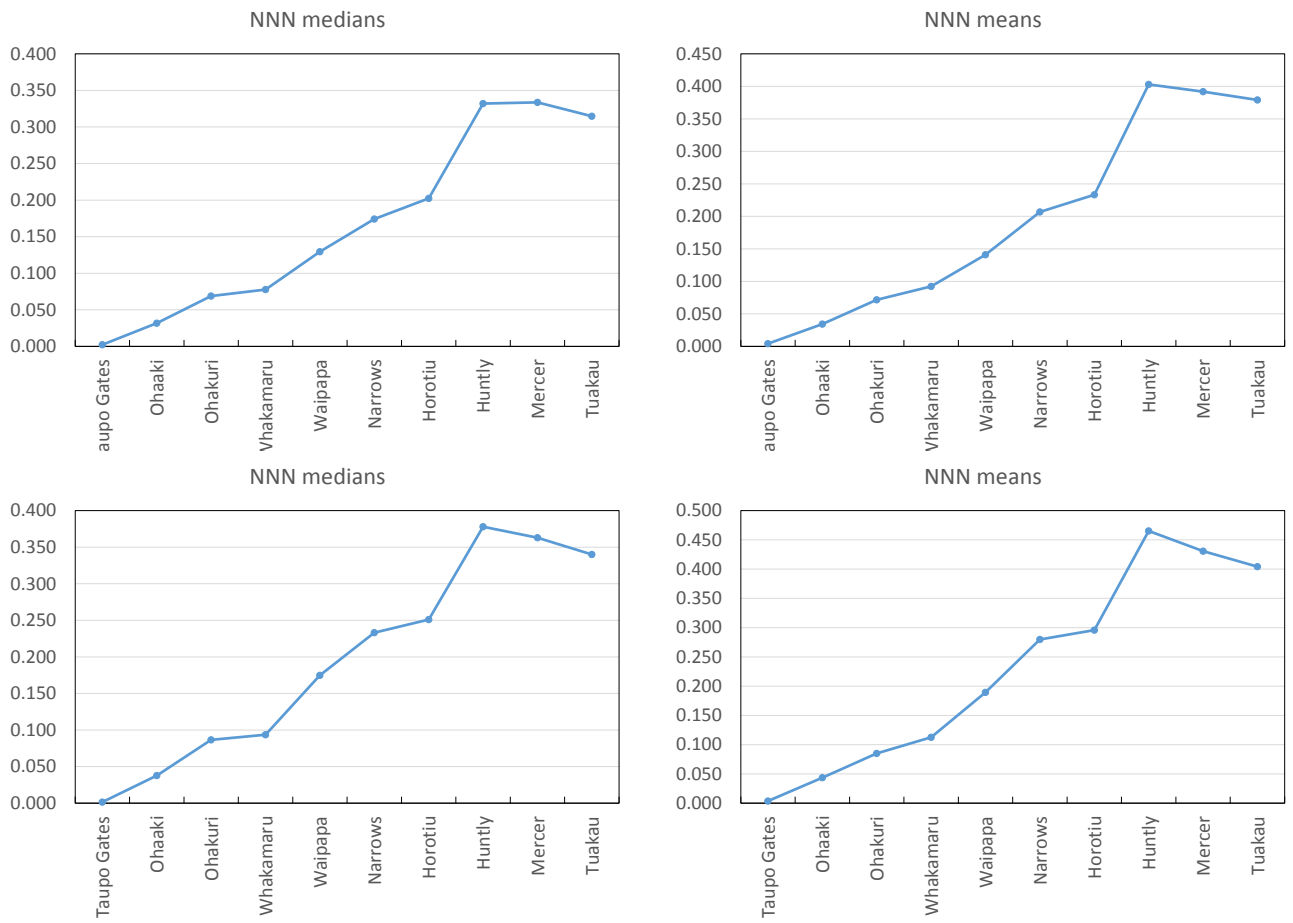 NNN medians
0.400
0.350
0.300
0.250
0.200
0.150
0.100
0.050
0.000
aupo Gates
Ohaaki
Ohakuri
Vhakamaru
Waipapa
Narrows
Horotiu
Huntly
Mercer
Tuakau
NNN means
0.450
0.400
0.350
0.300
0.250
0.200
0.150
0.100
0.050
0.000
aupo Gates
Ohaaki
Ohakuri
Vhakamaru
Waipapa
Narrows
Horotiu
Huntly
Mercer
Tuakau
NNN medians
0.400
0.350
0.300
0.250
0.200
0.150
0.100
0.050
0.000
Taupo Gates
Ohaaki
Ohakuri
Whakamaru
Waipapa
Narrows
Horotiu
Huntly
Mercer
Tuakau
NNN means
0.500
0.450
0.400
0.350
0.300
0.250
0.200
0.150
0.100
0.050
0.000
Taupo Gates
Ohaaki
Ohakuri
Whakamaru
Waipapa
Narrows
Horotiu
Huntly
Mercer
Tuakau